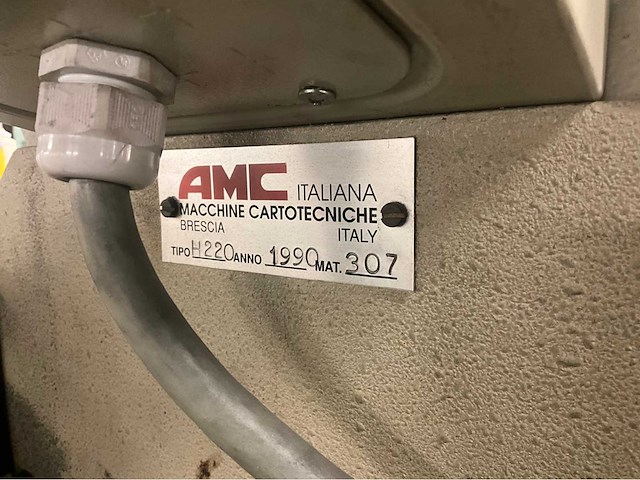 AMC ITALIANA
MACCHINE CARTOTECNICHE
BRESCIA ITALY
TIPO H220 ANNO 1990 MAT. 307